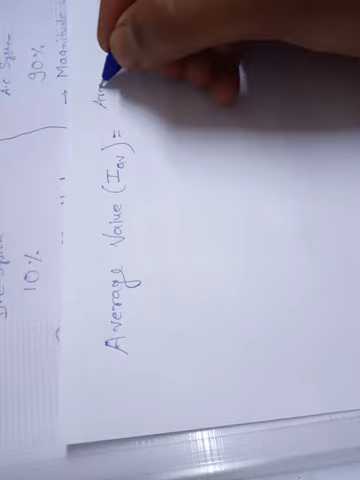 A.C System
10% 90%
→ Magnitude
Average Value (Iav) =